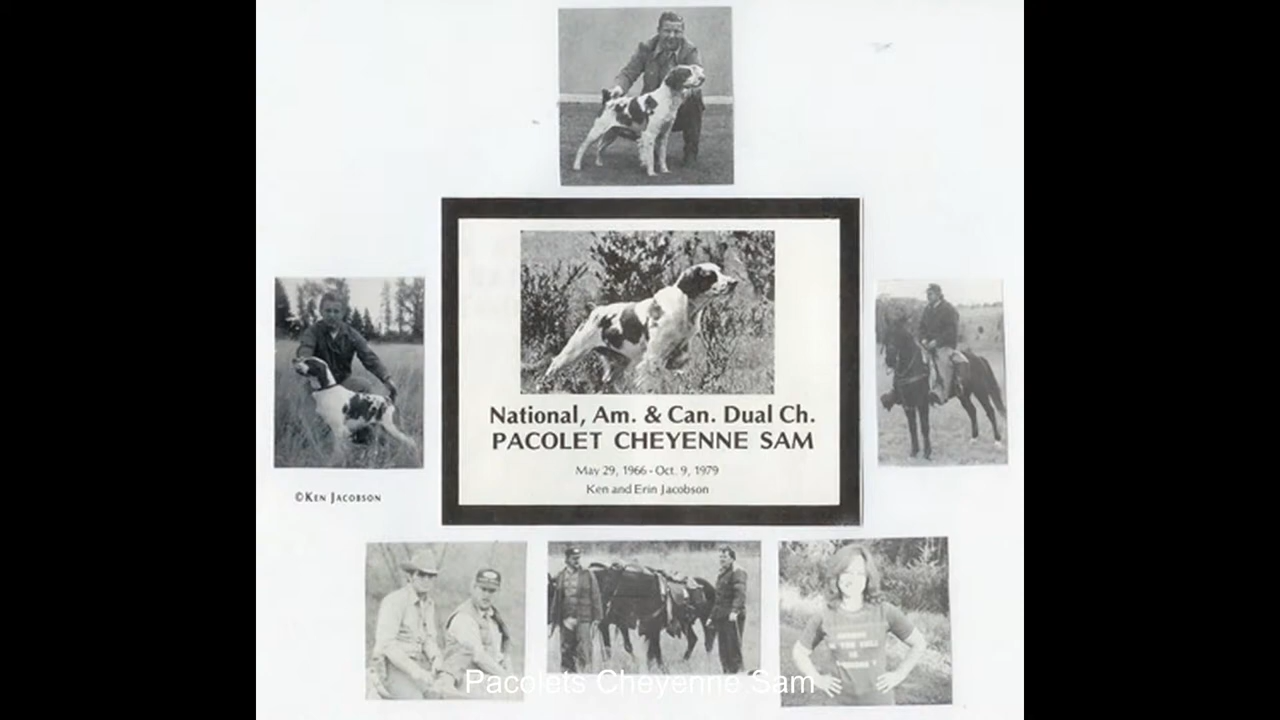 National, Am. & Can. Dual Ch.
PACOLET CHEYENNE SAM
May 29, 1966 - Oct. 9, 1979
Ken and Erin Jacobson
©KEN JACOBSON
Pacolets Cheyenne Sam